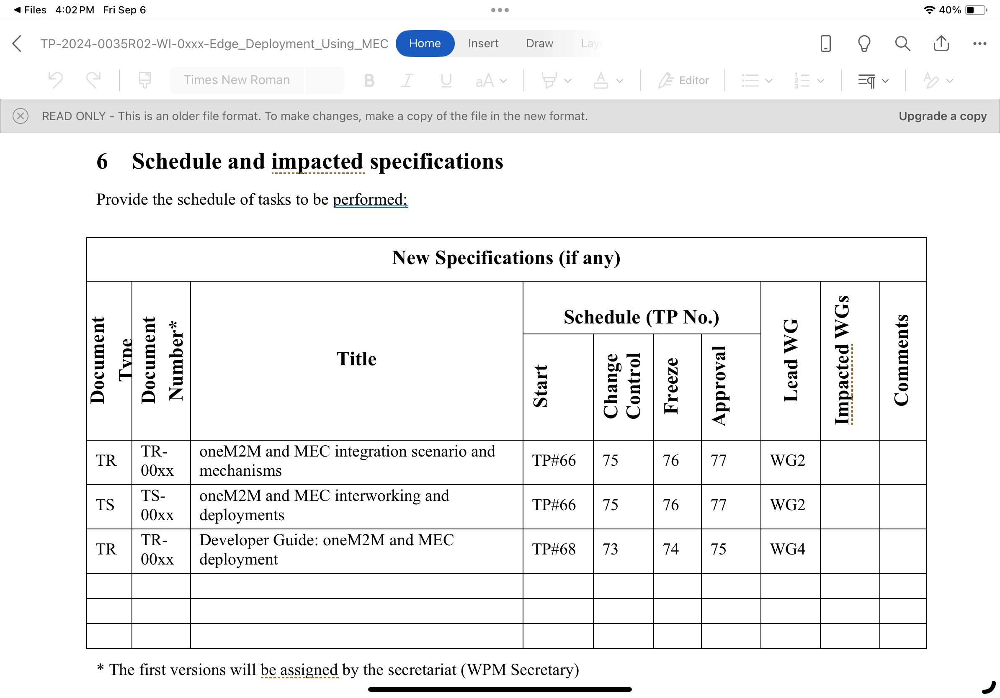 Files 4:02 PM Fri Sep 6 40%
TP-2024-0035R02-WI-0xxx-Edge_Deployment_Using_MEC Home Insert Draw Layo
Times New Roman B I U aA A Editor
READ ONLY - This is an older file format. To make changes, make a copy of the file in the new format. Upgrade a copy
6 Schedule and impacted specifications
Provide the schedule of tasks to be performed;
New Specifications (if any)
Document Type
Document Number*
Title
Schedule (TP No.)
Start
Change Control
Freeze
Approval
Lead WG
Impacted WGs
Comments
TR TR-00xx oneM2M and MEC integration scenario and mechanisms TP#66 75 76 77 WG2
TS TS-00xx oneM2M and MEC interworking and deployments TP#66 75 76 77 WG2
TR TR-00xx Developer Guide: oneM2M and MEC deployment TP#68 73 74 75 WG4
* The first versions will be assigned by the secretariat (WPM Secretary)